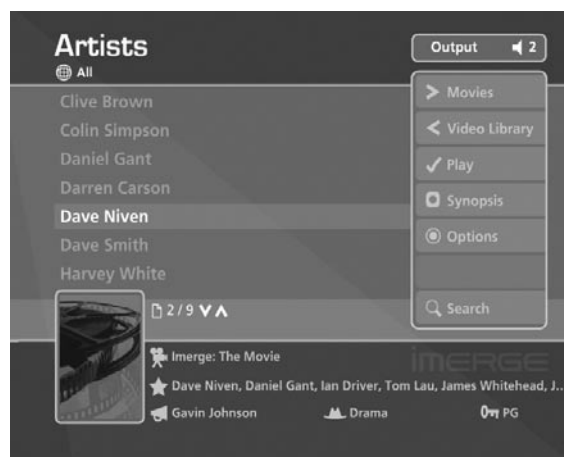 Artists
All
Output 2
Clive Brown
Colin Simpson
Daniel Gant
Darren Carson
Dave Niven
Dave Smith
Harvey White
Movies
Video Library
Play
Synopsis
Options
Search
2/9
imerge
Imerge: The Movie
Dave Niven, Daniel Gant, Ian Driver, Tom Lau, James Whitehead, J..
Gavin Johnson Drama PG